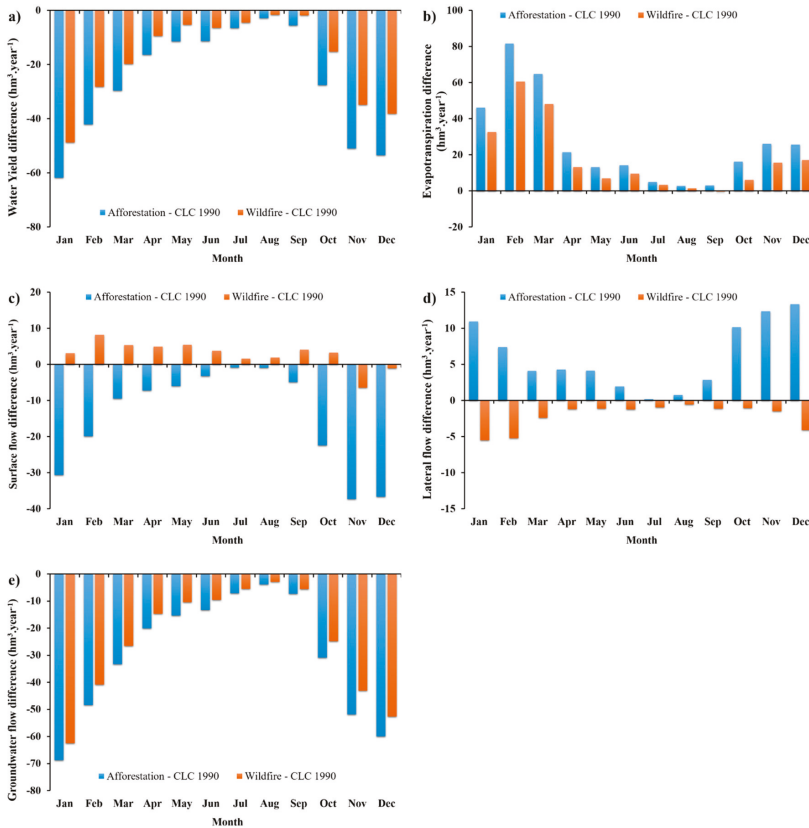 a)
Water Yield difference (hm³.year⁻¹)
0
-20
-40
-60
-80
Afforestation - CLC 1990 Wildfire - CLC 1990
Jan Feb Mar Apr May Jun Jul Aug Sep Oct Nov Dec
Month
b)
Evapotranspiration difference
(hm³.year⁻¹)
100
80
60
40
20
0
-20
Afforestation - CLC 1990 Wildfire - CLC 1990
Jan Feb Mar Apr May Jun Jul Aug Sep Oct Nov Dec
Month
c)
Surface flow difference (hm³.year⁻¹)
20
10
0
-10
-20
-30
-40
Afforestation - CLC 1990 Wildfire - CLC 1990
Jan Feb Mar Apr May Jun Jul Aug Sep Oct Nov Dec
Month
d)
Lateral flow difference (hm³.year⁻¹)
15
10
5
0
-5
-10
-15
Afforestation - CLC 1990 Wildfire - CLC 1990
Jan Feb Mar Apr May Jun Jul Aug Sep Oct Nov Dec
Month
e)
Groundwater flow difference (hm³.year⁻¹)
0
-10
-20
-30
-40
-50
-60
-70
-80
Afforestation - CLC 1990 Wildfire - CLC 1990
Jan Feb Mar Apr May Jun Jul Aug Sep Oct Nov Dec
Month